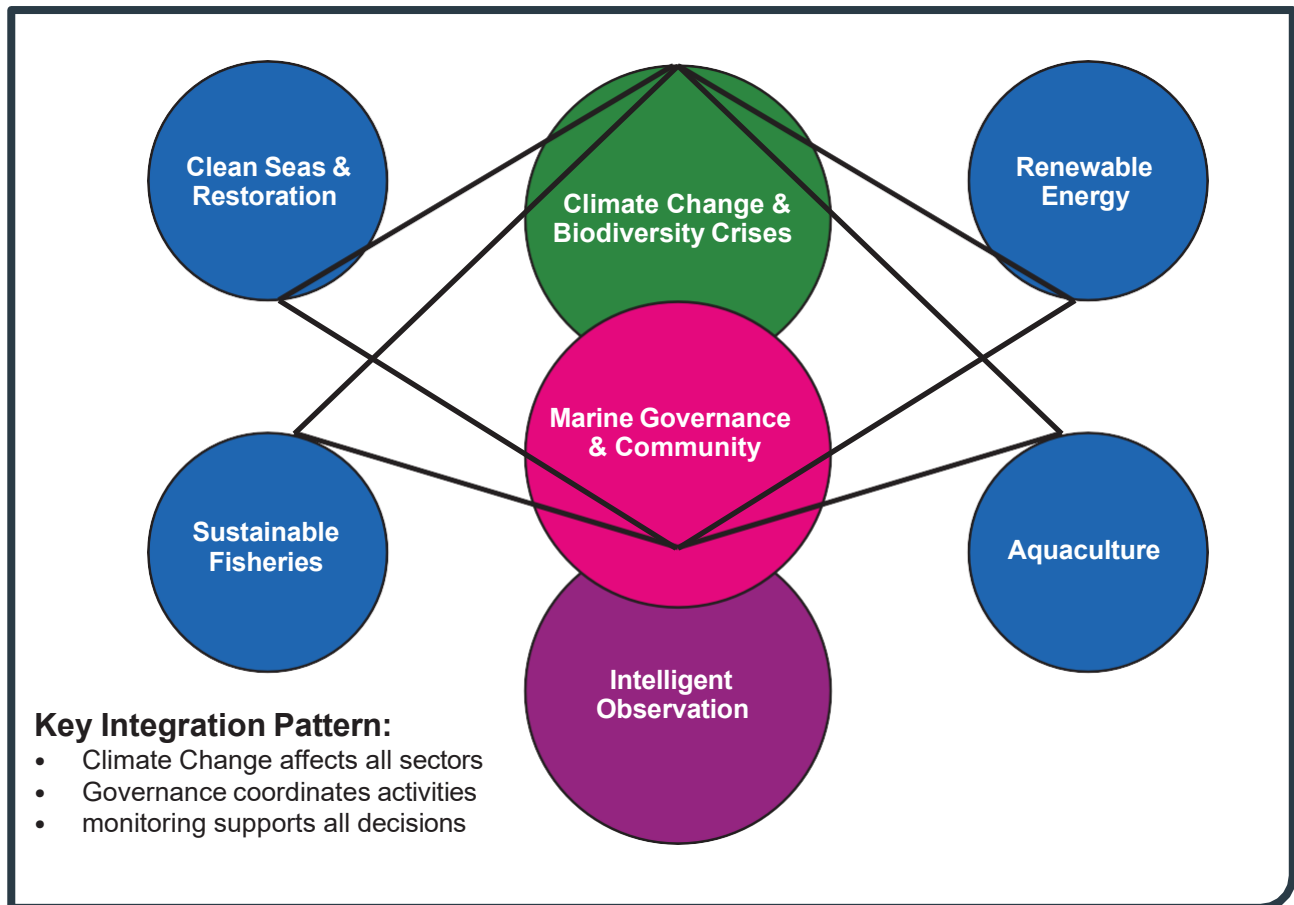 Clean Seas &
Restoration
Climate Change &
Biodiversity Crises
Renewable
Energy
Marine Governance
& Community
Sustainable
Fisheries
Aquaculture
Intelligent
Observation
Key Integration Pattern:
• Climate Change affects all sectors
• Governance coordinates activities
• monitoring supports all decisions